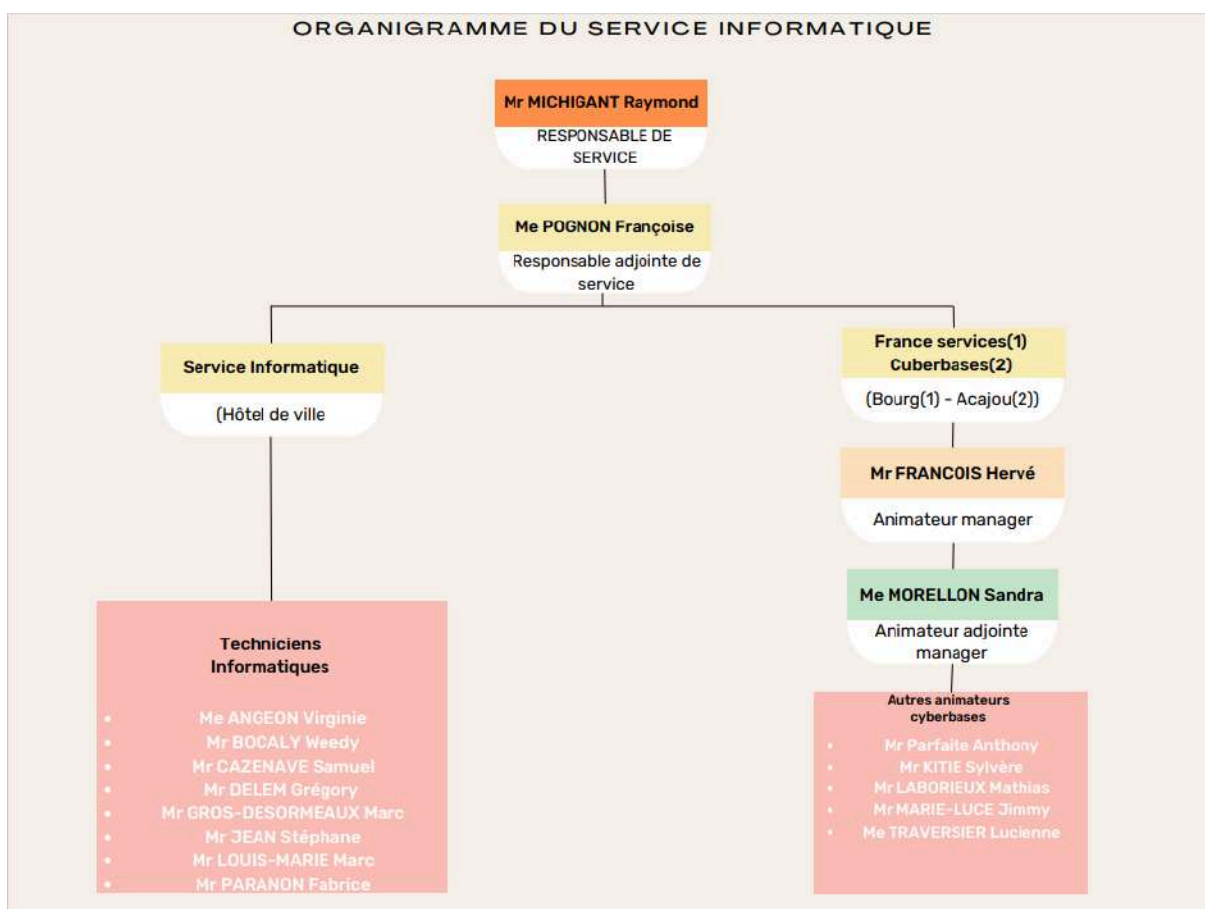 ORGANIGRAMME DU SERVICE INFORMATIQUE
Mr MICHIGANT Raymond
RESPONSABLE DE
SERVICE
Me POGNON Françoise
Responsable adjointe de
service
Service Informatique
(Hôtel de ville
Techniciens
Informatiques
• Me ANGEON Virginie
• Mr BOCALY Weedy
• Mr CAZENAVE Samuel
• Mr DELEM Grégory
• Mr GROS-DESORMEAUX Marc
• Mr JEAN Stéphane
• Mr LOUIS-MARIE Marc
• Mr PARANON Fabrice
France services(1)
Cuberbases(2)
(Bourg(1) - Acajou(2))
Mr FRANCOIS Hervé
Animateur manager
Me MORELLON Sandra
Animateur adjointe
manager
Autres animateurs
cyberbases
• Mr Parfaite Anthony
• Mr KITIE Sylvère
• Mr LABORIEUX Mathias
• Mr MARIE-LUCE Jimmy
• Me TRAVERSIER Lucienne